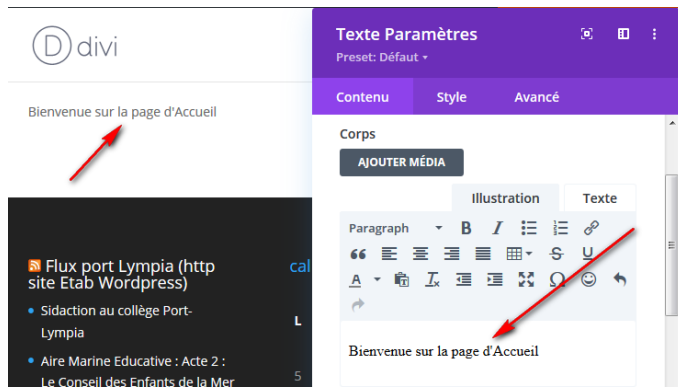 D divi
Bienvenue sur la page d'Accueil
Flux port Lympia (http
site Etab Wordpress)
Sidaction au collège Port-
Lympia
Aire Marine Educative : Acte 2 :
Le Conseil des Enfants de la Mer
cal
L
5
Texte Paramètres
Preset: Défaut
Contenu Style Avancé
Corps
AJOUTER MÉDIA
Illustration Texte
Paragraph B I
S U
A
Bienvenue sur la page d'Accueil